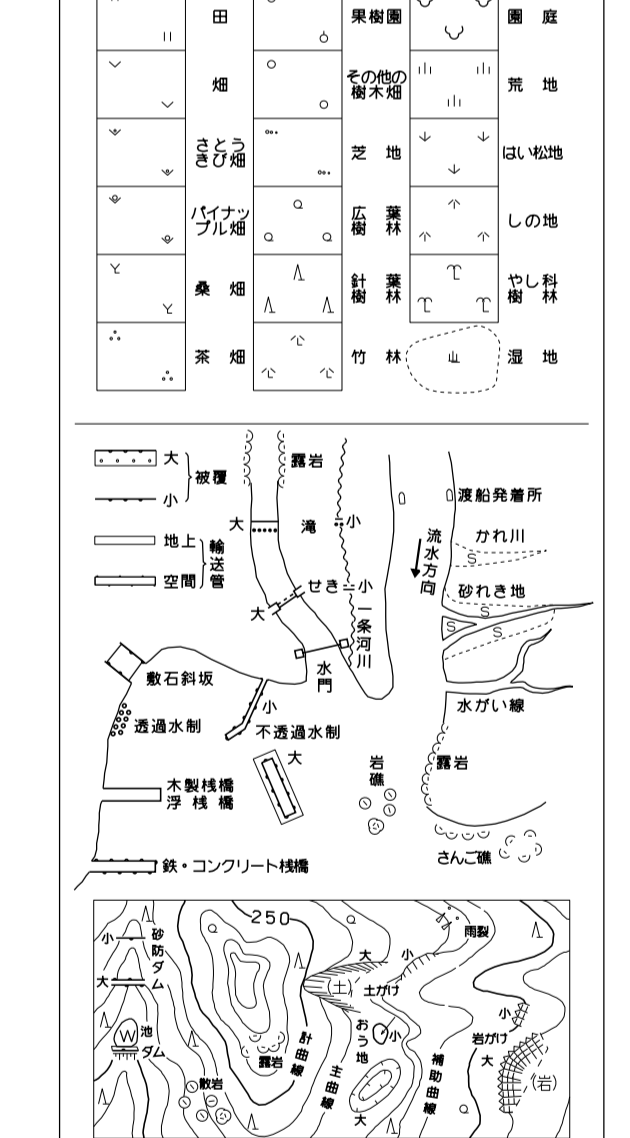 田
果樹園
園庭
畑
その他の
樹木畑
荒地
さとう
きび畑
芝地
はい松地
パイナッ
プル畑
広葉
樹林
しの地
桑畑
針葉
樹林
やし科
樹林
茶畑
竹林
湿地
大
小
被覆
地上
空間
輸送管
露岩
大
滝
小
せき
小
大
一条河川
水門
渡船発着所
流水方向
かれ川
S
砂れき地
S
S
S
水がい線
敷石斜坂
透過水制
小
不透過水制
大
木製桟橋
浮桟橋
鉄・コンクリート桟橋
岩礁
露岩
さんご礁
250
小
砂防ダム
大
W
池
ダム
散岩
露岩
計曲線
主曲線
大
小
(土)
土がけ
おう地
小
大
補助曲線
雨裂
小
岩がけ
大
(岩)